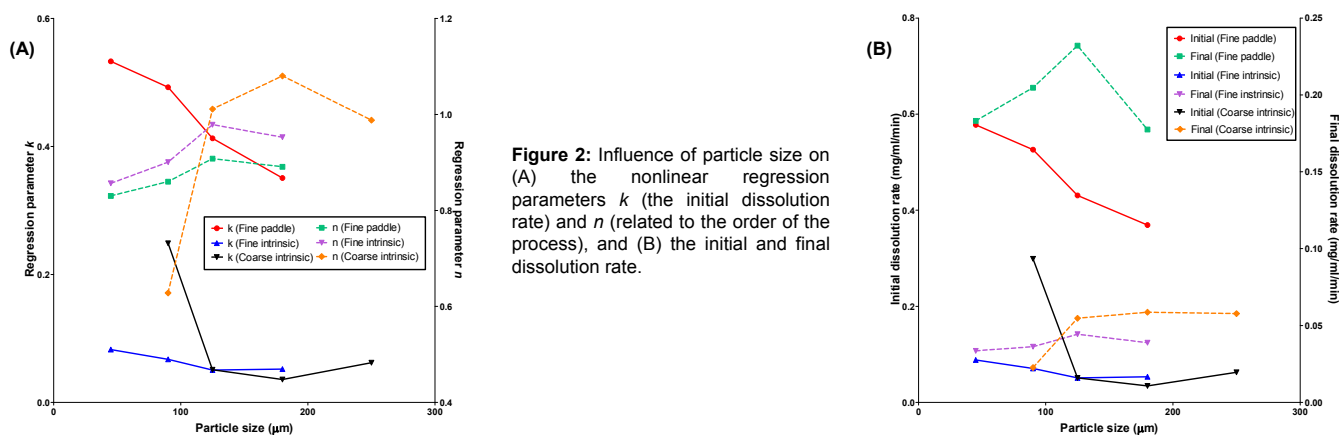 (A)
0.6
0.4
0.2
0.0
Regression parameter k
1.2
1.0
0.8
0.6
0.4
Regression parameter n
k (Fine paddle)
n (Fine paddle)
k (Fine intrinsic)
n (Fine intrinsic)
k (Coarse intrinsic)
n (Coarse intrinsic)
0
100
200
300
Particle size (μm)
Figure 2: Influence of particle size on
(A) the nonlinear regression
parameters k (the initial dissolution
rate) and n (related to the order of the
process), and (B) the initial and final
dissolution rate.
(B)
0.8
0.6
0.4
0.2
0.0
Initial dissolution rate (mg/ml/min)
0.25
0.20
0.15
0.10
0.05
0.00
Final dissolution rate (mg/ml/min)
Initial (Fine paddle)
Final (Fine paddle)
Initial (Fine intrinsic)
Final (Fine instrinsic)
Initial (Coarse intrinsic)
Final (Coarse intrinsic)
0
100
200
300
Particle size (μm)